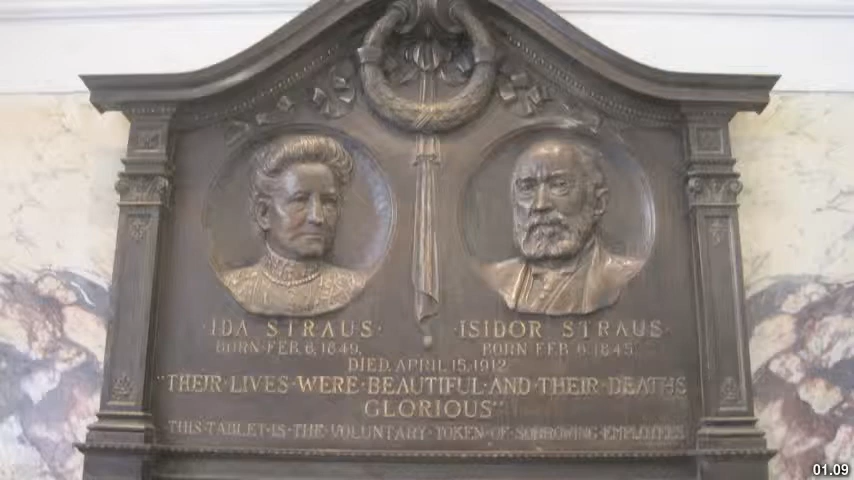 ·IDA STRAUS·
BORN·FEB. 6, 1849,
·ISIDOR STRAUS·
BORN FEB. 6, 1845.
DIED, APRIL 15, 1912
"THEIR·LIVES·WERE·BEAUTIFUL·AND·THEIR·DEATHS
GLORIOUS"
THIS·TABLET·IS·THE·VOLUNTARY·TOKEN·OF·SORROWING·EMPLOYEES
01.09